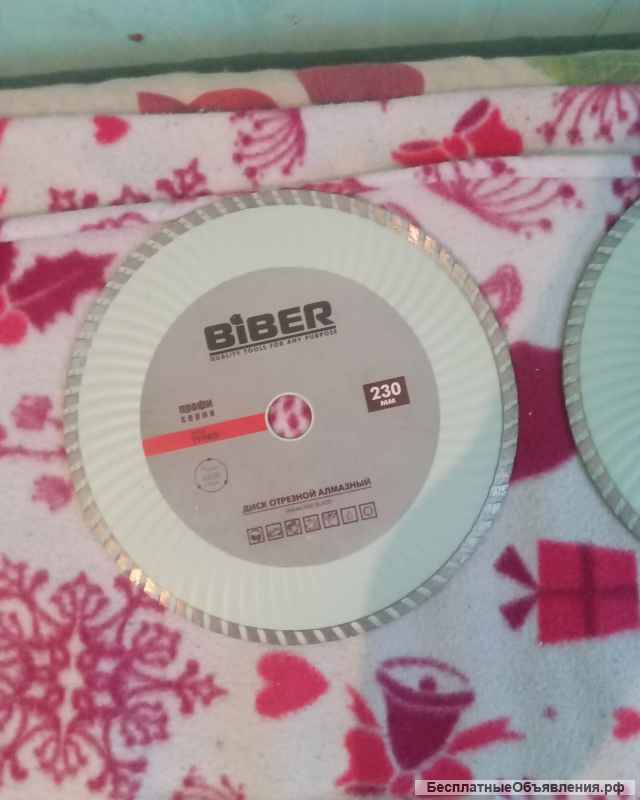 BiBER
QUALITY TOOLS FOR ANY PURPOSE
230
мм
профи
серия
ДИСК ОТРЕЗНОЙ АЛМАЗНЫЙ
БесплатныеОбъявления.рф